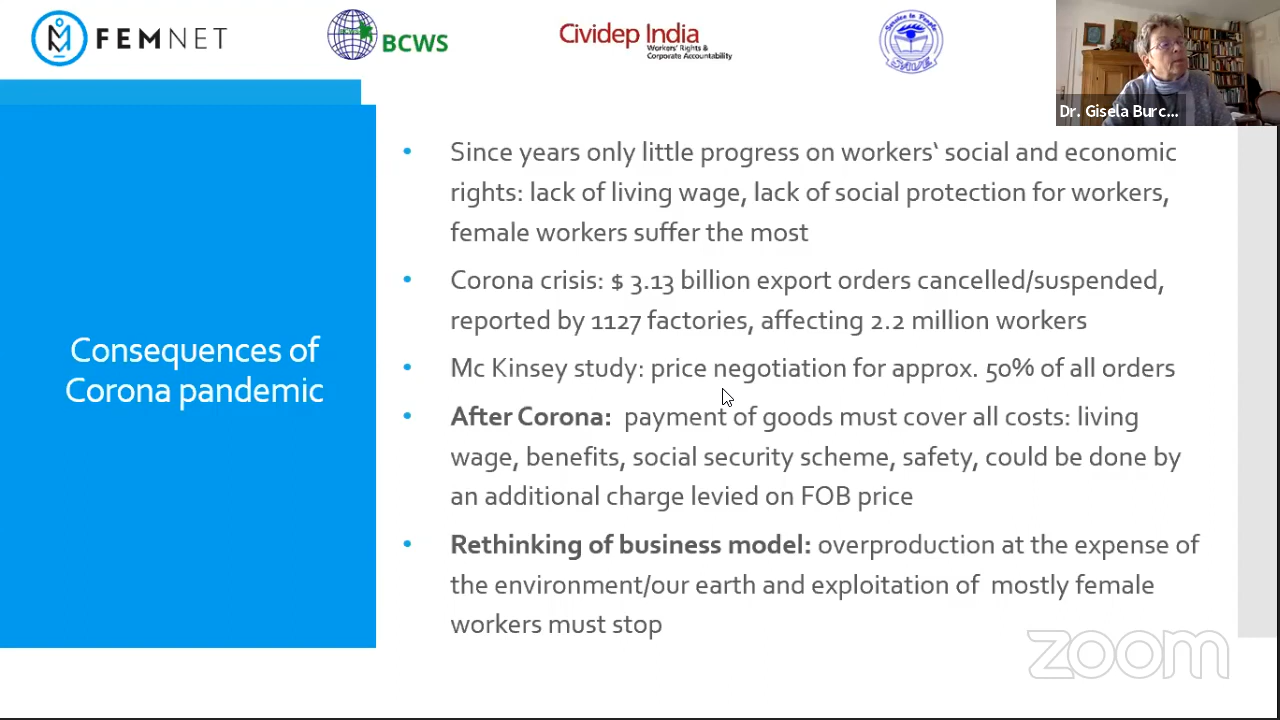 FEMNET
BCWS
Cividep India
Workers' Rights &
Corporate Accountability
Service to People
SAVE
Dr. Gisela Burc...
Consequences of
Corona pandemic
• Since years only little progress on workers‘ social and economic
rights: lack of living wage, lack of social protection for workers,
female workers suffer the most
• Corona crisis: $ 3.13 billion export orders cancelled/suspended,
reported by 1127 factories, affecting 2.2 million workers
• Mc Kinsey study: price negotiation for approx. 50% of all orders
• After Corona: payment of goods must cover all costs: living
wage, benefits, social security scheme, safety, could be done by
an additional charge levied on FOB price
• Rethinking of business model: overproduction at the expense of
the environment/our earth and exploitation of mostly female
workers must stop
zoom